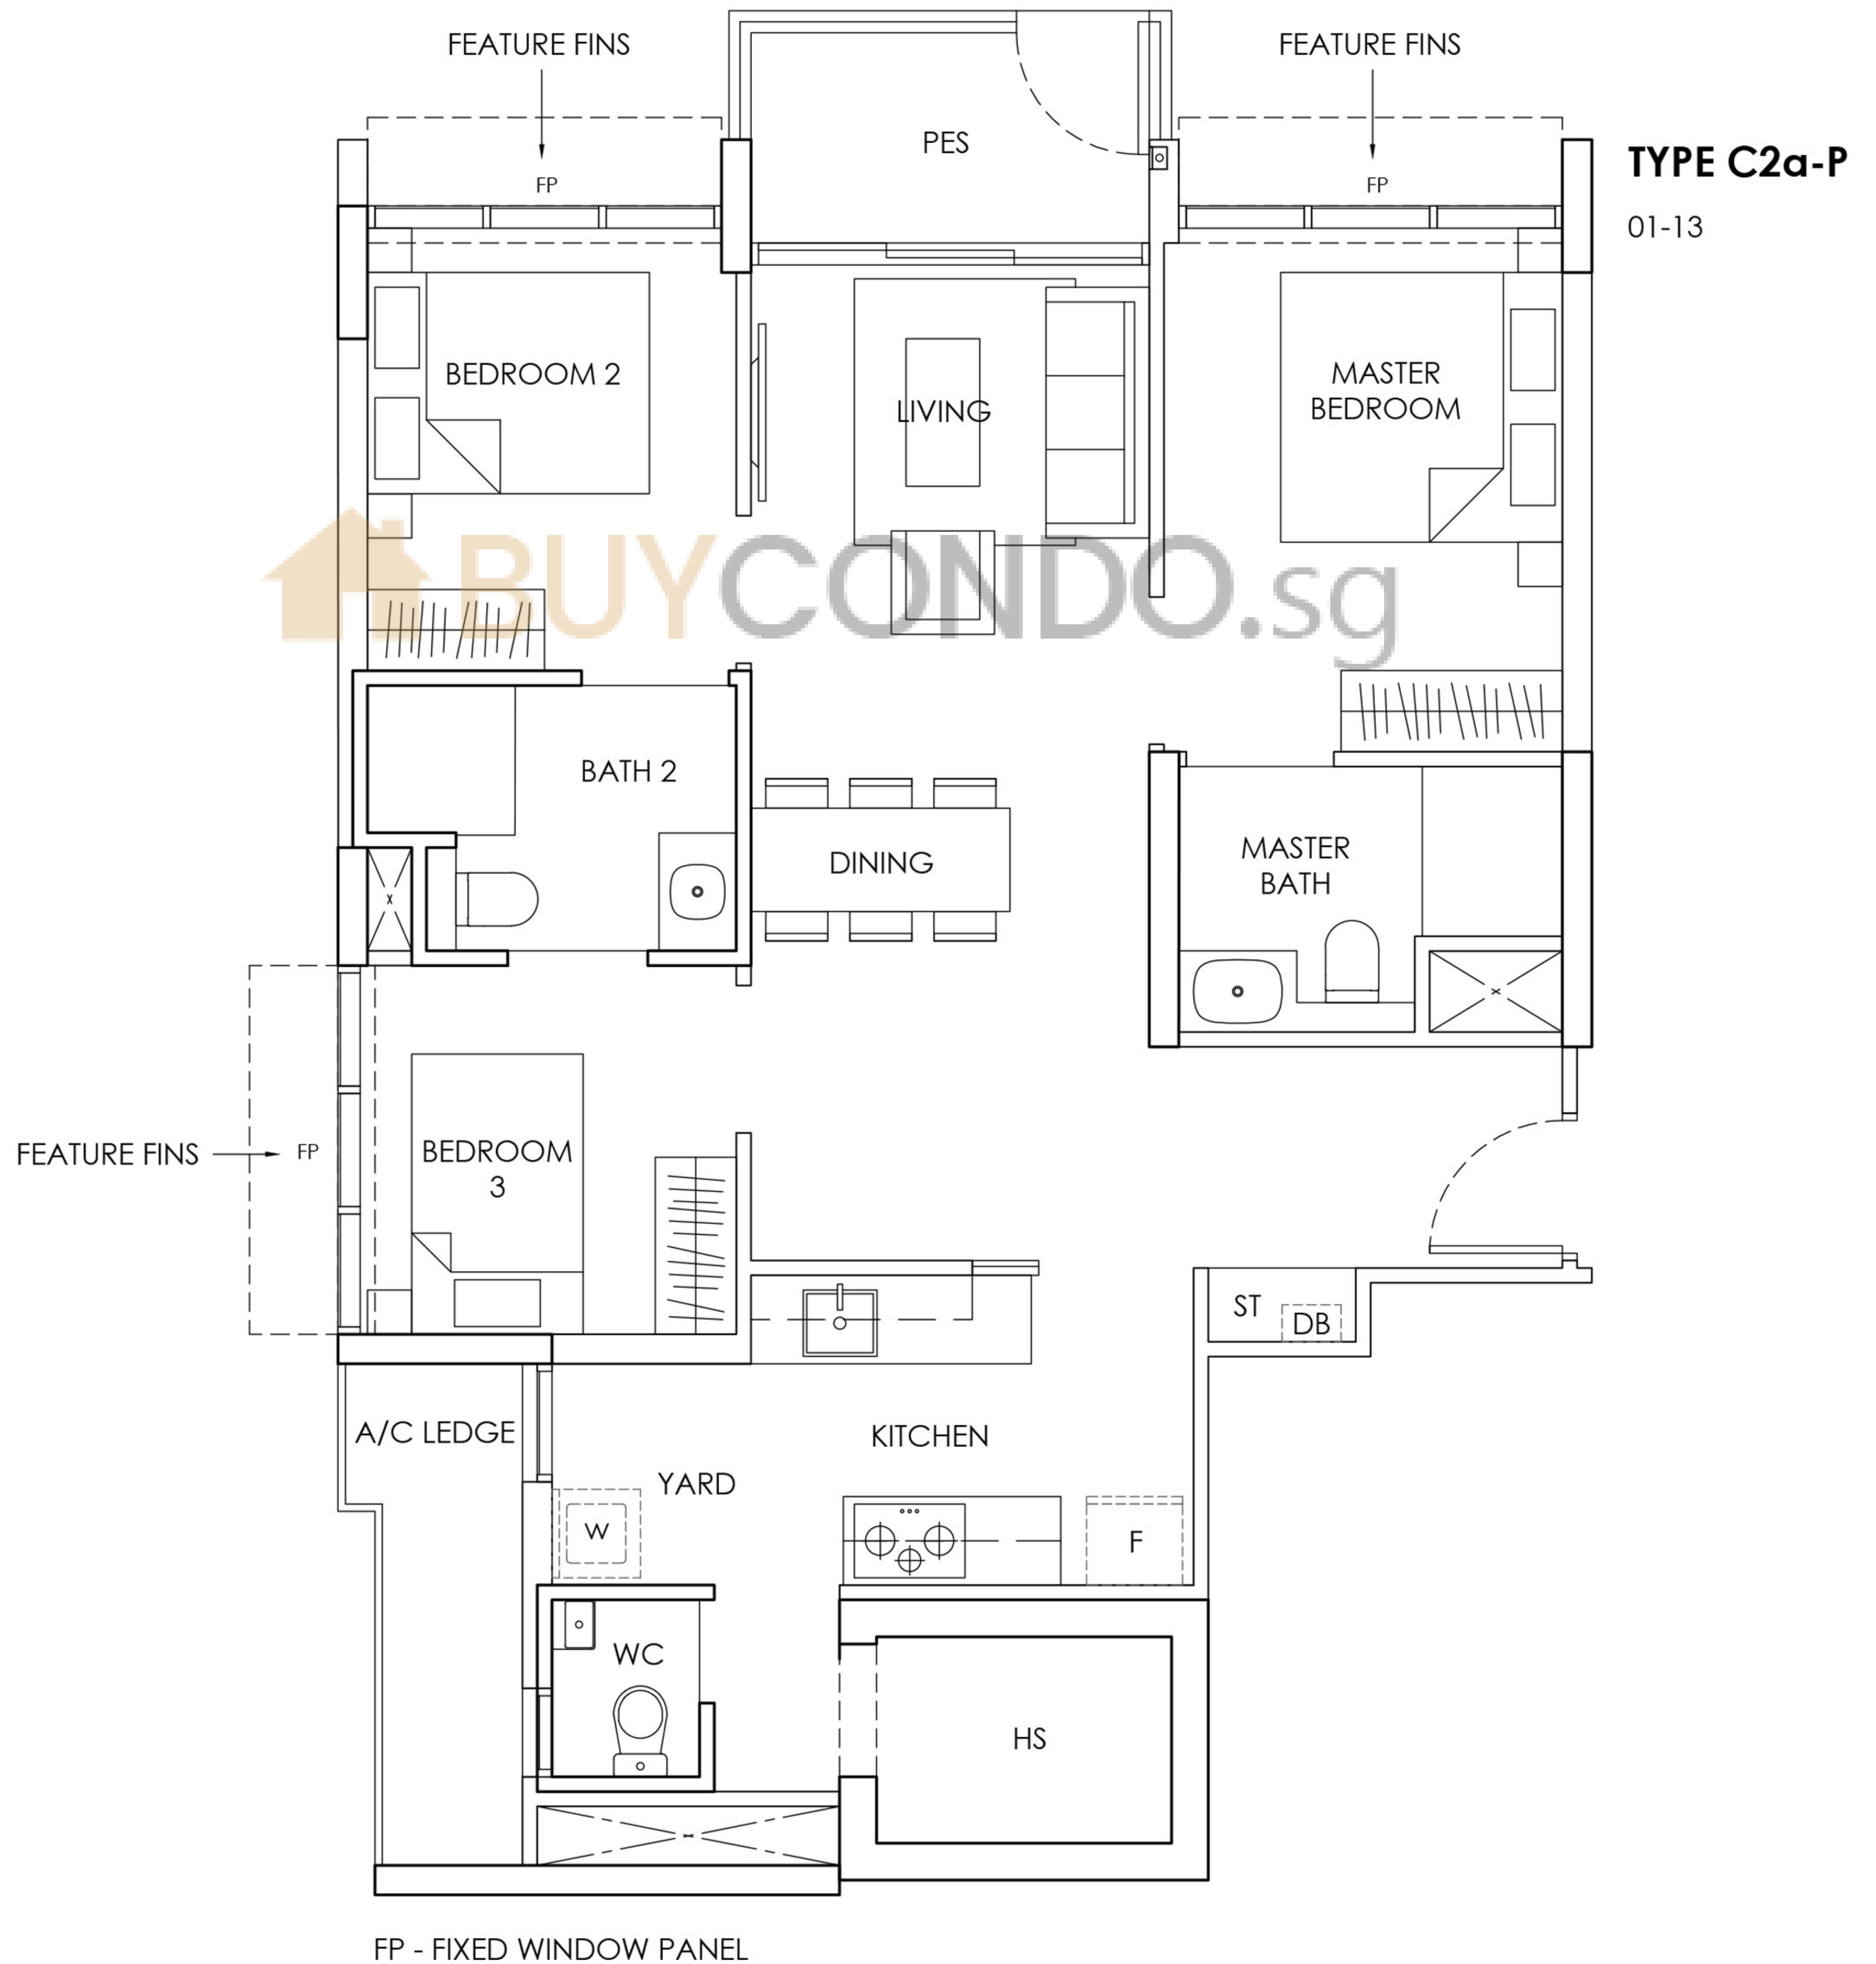 FEATURE FINS
FEATURE FINS
PES
TYPE C2a-P
FP
FP
01-13
BEDROOM 2
LIVING
MASTER
BEDROOM
BUYCONDO.sg
BATH 2
DINING
MASTER
BATH
FEATURE FINS
FP
BEDROOM
3
ST
DB
A/C LEDGE
KITCHEN
YARD
W
F
WC
HS
FP - FIXED WINDOW PANEL